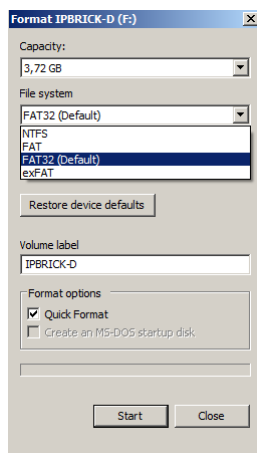 Format IPBRICK-D (F:)
Capacity:
3,72 GB
File system
FAT32 (Default)
NTFS
FAT
FAT32 (Default)
exFAT
Restore device defaults
Volume label
IPBRICK-D
Format options
Quick Format
Create an MS-DOS startup disk
Start Close